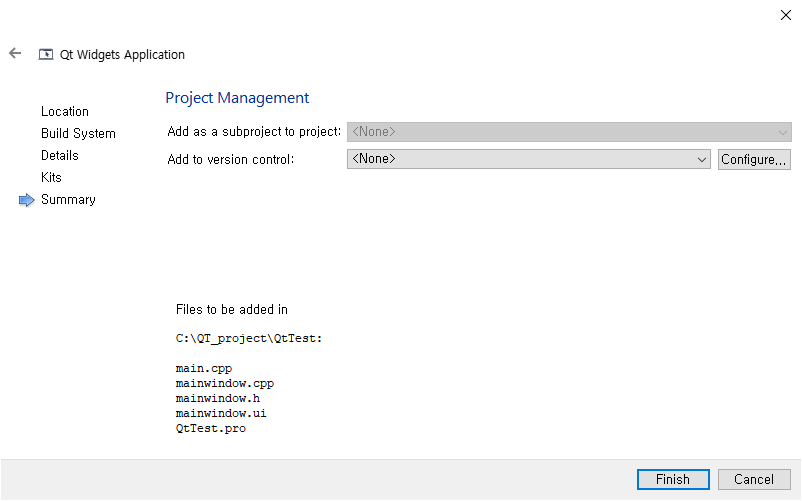 Qt Widgets Application
Location
Build System
Details
Kits
Summary
Project Management
Add as a subproject to project: <None>
Add to version control: <None> Configure...
Files to be added in
C:\QT_project\QtTest:
main.cpp
mainwindow.cpp
mainwindow.h
mainwindow.ui
QtTest.pro
Finish Cancel